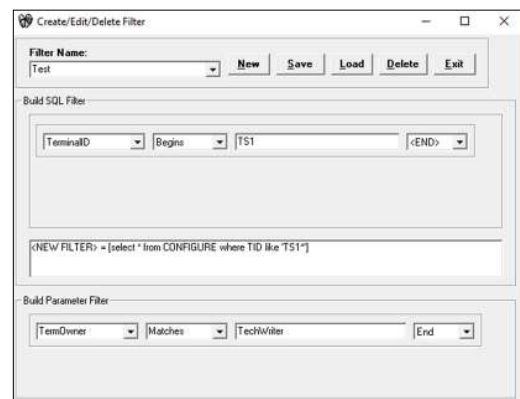 Create/Edit/Delete Filter
Filter Name:
Test
New Save Load Delete Exit
Build SQL Filter
TerminalID Begins TS1 <END>
<NEW FILTER> = [select * from CONFIGURE where TID like 'TS1*']
Build Parameter Filter
TermOwner Matches TechWriter End